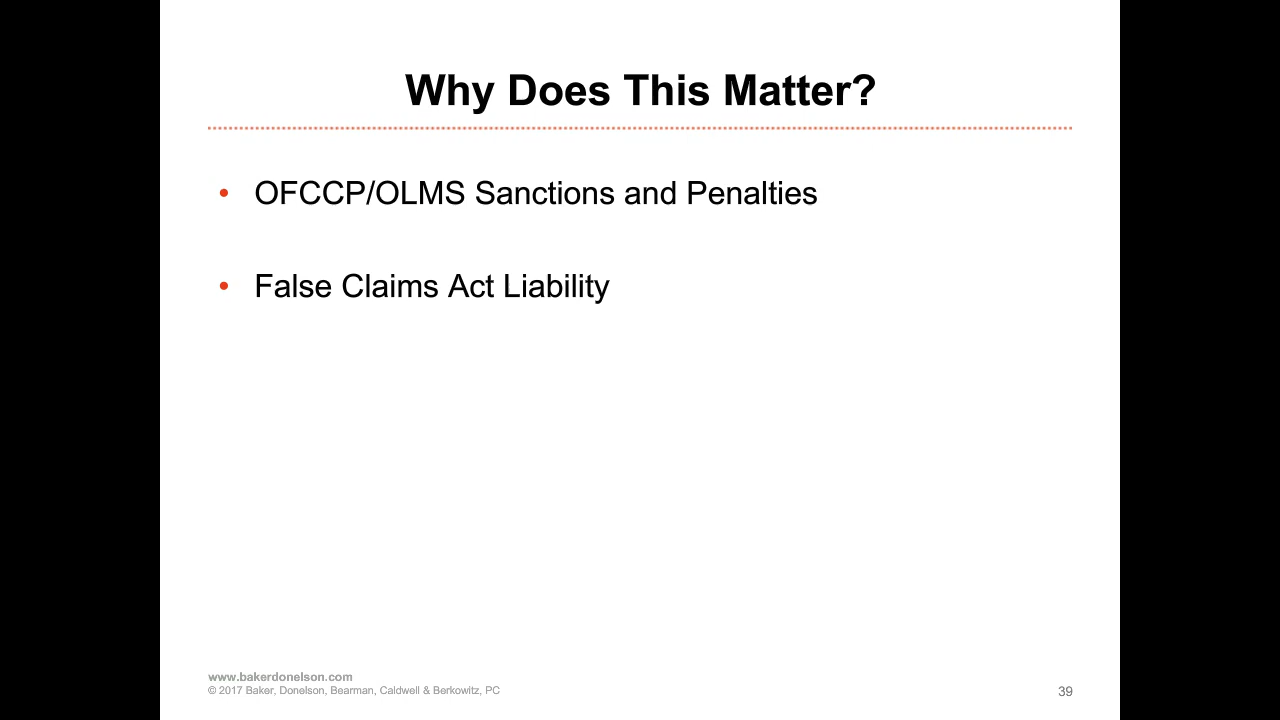 Why Does This Matter?
• OFCCP/OLMS Sanctions and Penalties
• False Claims Act Liability
www.bakerdonelson.com
© 2017 Baker, Donelson, Bearman, Caldwell & Berkowitz, PC
39